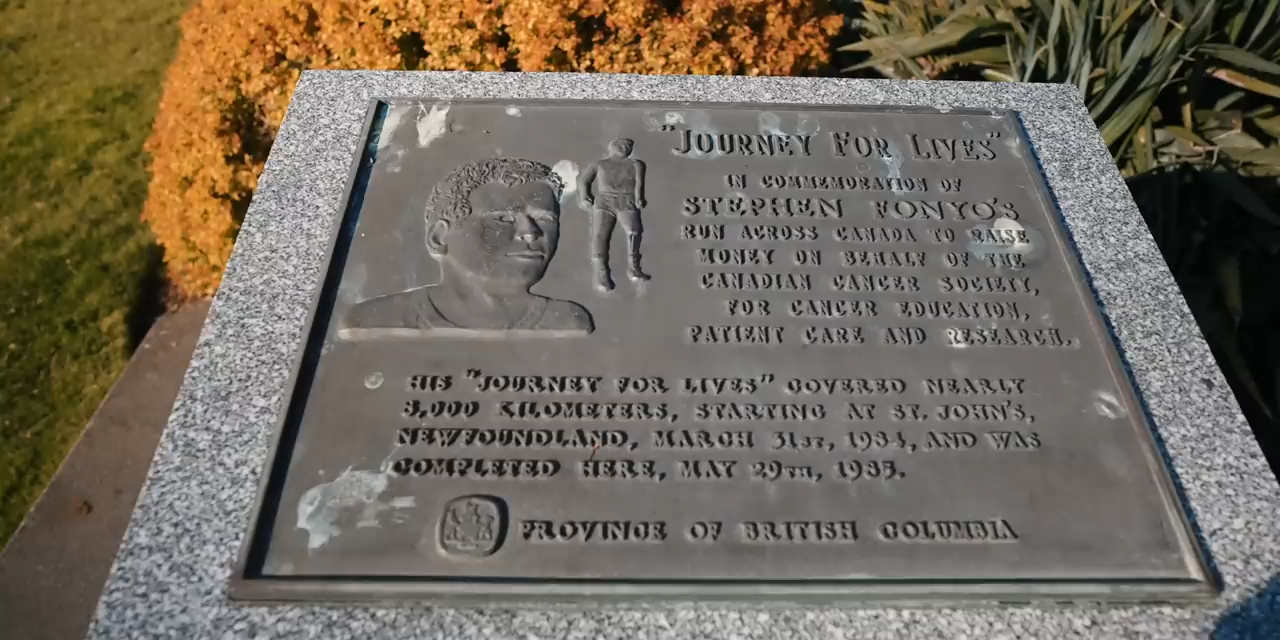 "JOURNEY FOR LIVES"
IN COMMEMORATION OF
STEPHEN FONYO'S
RUN ACROSS CANADA TO RAISE
MONEY ON BEHALF OF THE
CANADIAN CANCER SOCIETY,
FOR CANCER EDUCATION,
PATIENT CARE AND RESEARCH.
HIS "JOURNEY FOR LIVES" COVERED NEARLY
8,000 KILOMETERS, STARTING AT ST. JOHN'S,
NEWFOUNDLAND, MARCH 31ST, 1984, AND WAS
COMPLETED HERE, MAY 29TH, 1985.
PROVINCE OF BRITISH COLUMBIA